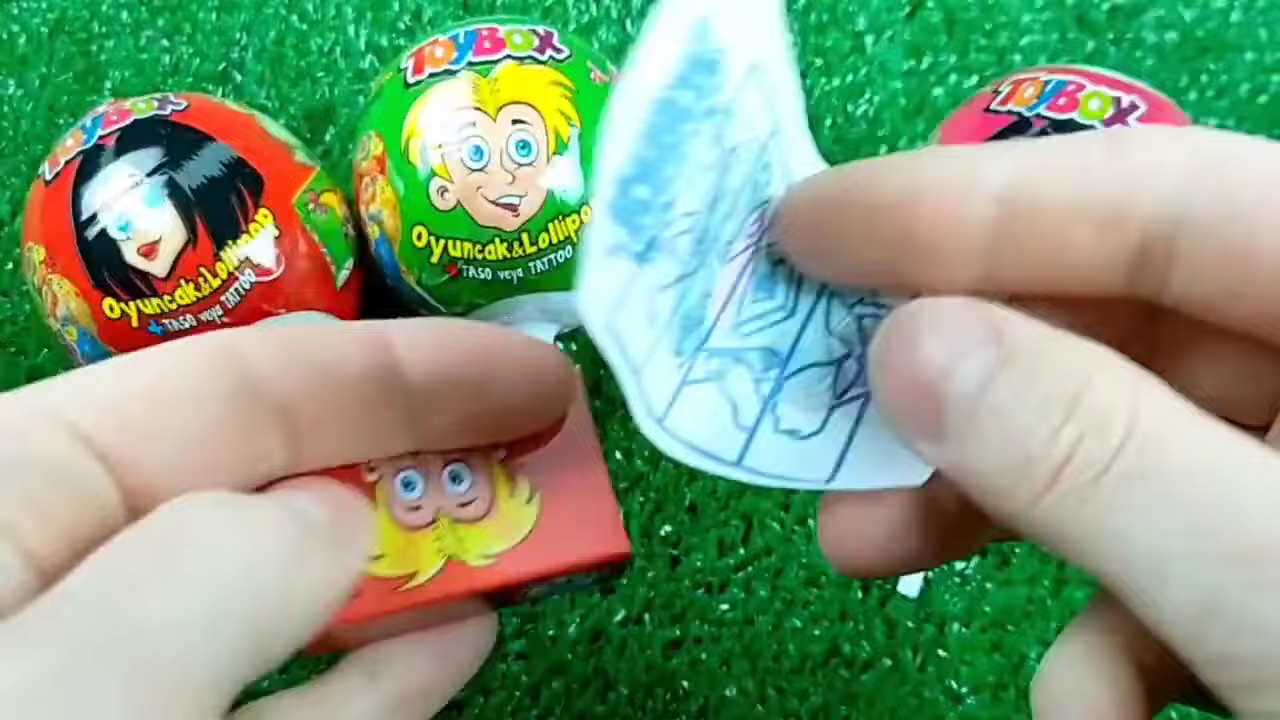 ToyBox
Oyuncak&Lollipop
+ TASO veya TATTOO
ToyBox
Oyuncak&Lollipo
+ TASO veya TATTOO
ToyBox